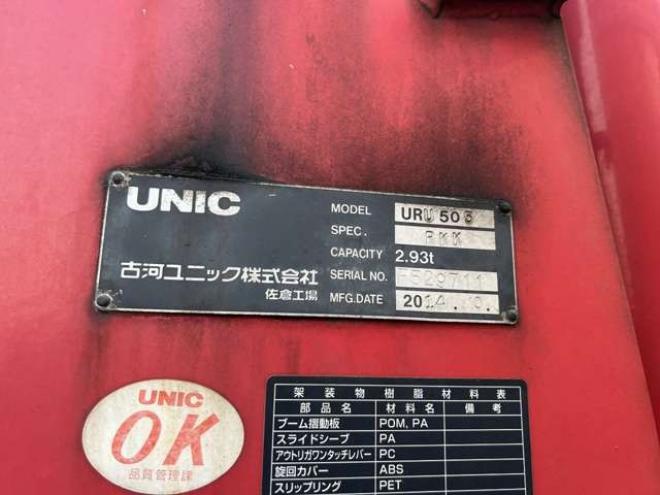 UNIC
MODEL URU503
SPEC. RKK
CAPACITY 2.93t
古河ユニック株式会社 SERIAL NO.
佐倉工場 MFG.DATE 2014.
UNIC
OK
品質管理課
架装物樹脂材料表
部品名 材料名 備考
ブーム摺動板 POM, PA
スライドシーブ PA
アウトリガワンタッチレバー PC
旋回カバー ABS
スリップリング PET